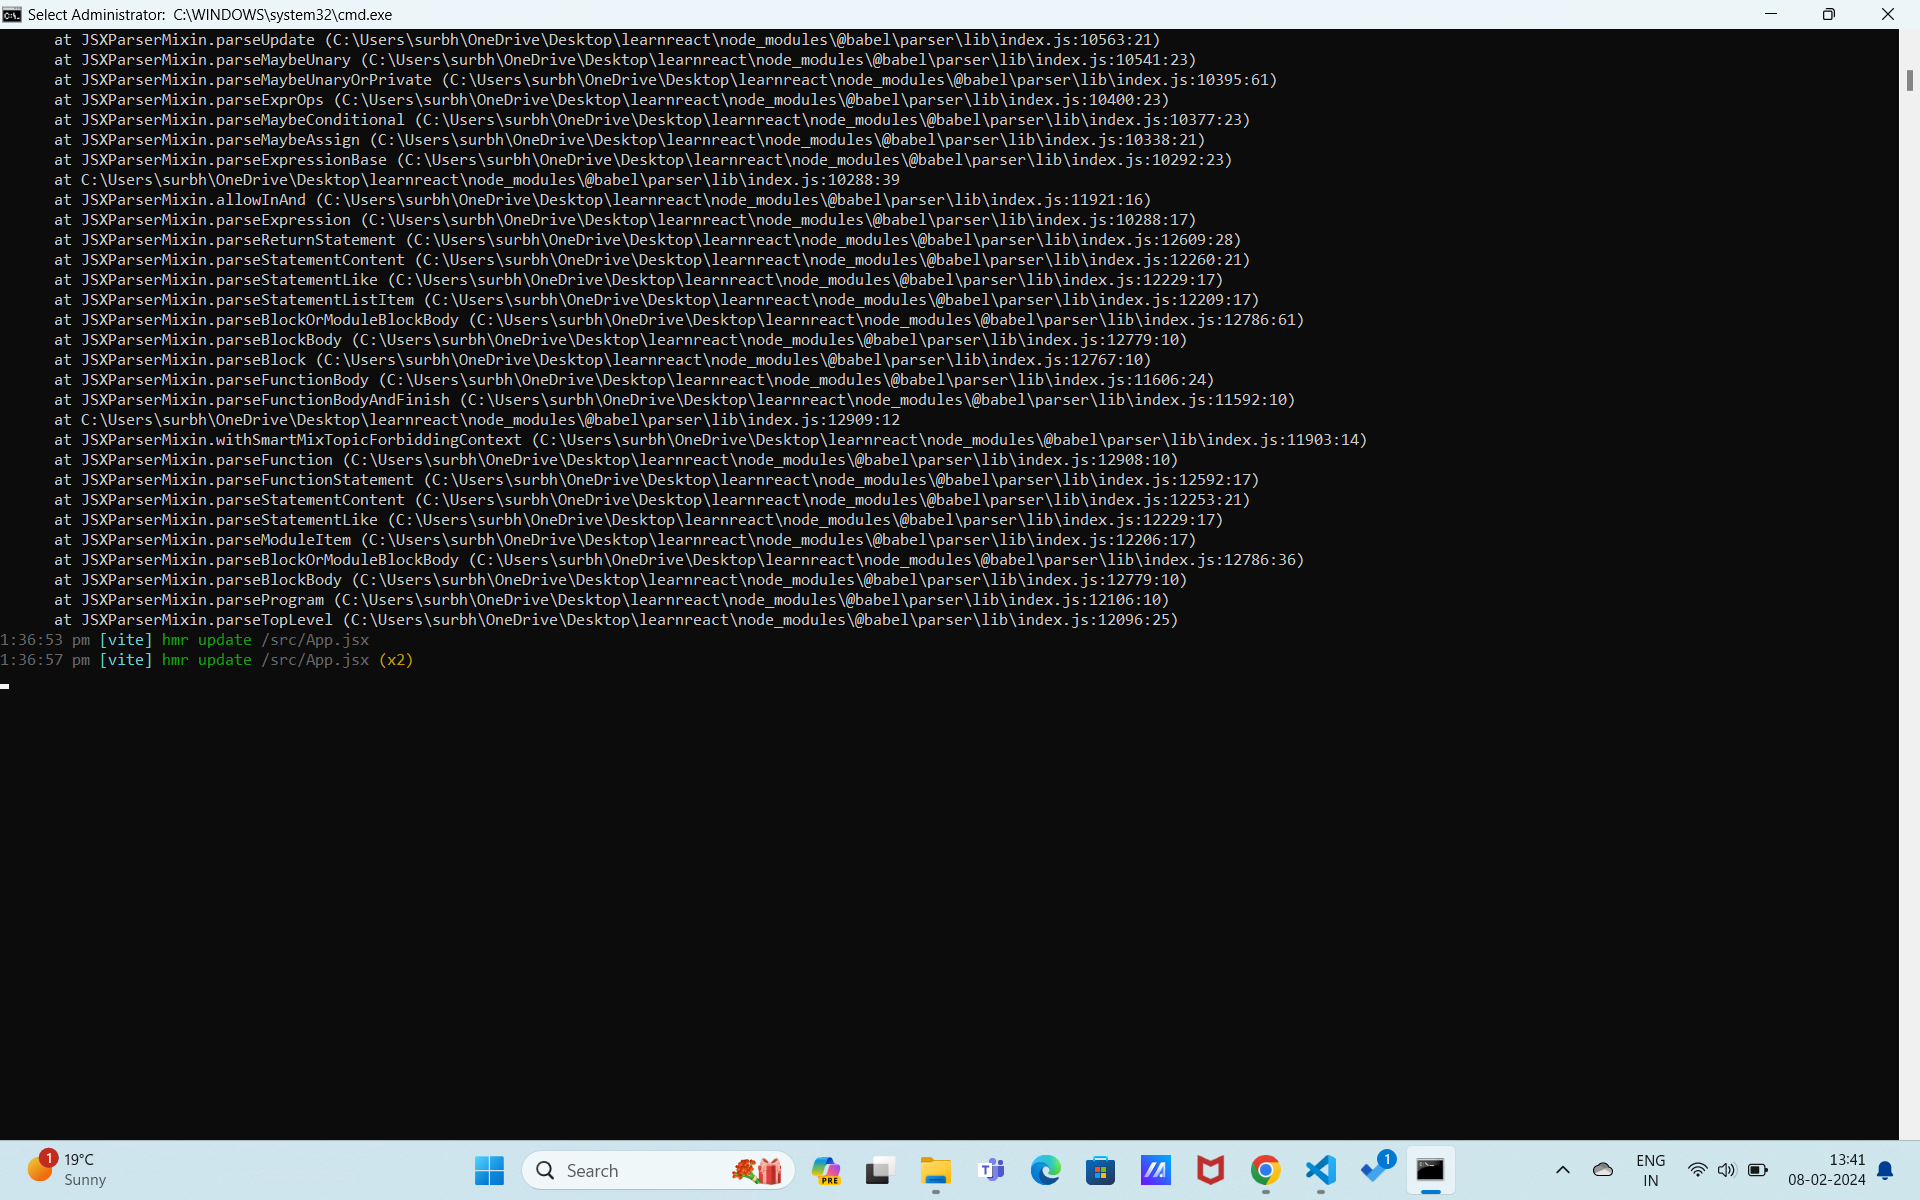 Select Administrator:  C:\WINDOWS\system32\cmd.exe
at JSXParserMixin.parseUpdate (C:\Users\surbh\OneDrive\Desktop\learnreact\node_modules\@babel\parser\lib\index.js:10563:21)
at JSXParserMixin.parseMaybeUnary (C:\Users\surbh\OneDrive\Desktop\learnreact\node_modules\@babel\parser\lib\index.js:10541:23)
at JSXParserMixin.parseMaybeUnaryOrPrivate (C:\Users\surbh\OneDrive\Desktop\learnreact\node_modules\@babel\parser\lib\index.js:10395:61)
at JSXParserMixin.parseExprOps (C:\Users\surbh\OneDrive\Desktop\learnreact\node_modules\@babel\parser\lib\index.js:10400:23)
at JSXParserMixin.parseMaybeConditional (C:\Users\surbh\OneDrive\Desktop\learnreact\node_modules\@babel\parser\lib\index.js:10377:23)
at JSXParserMixin.parseMaybeAssign (C:\Users\surbh\OneDrive\Desktop\learnreact\node_modules\@babel\parser\lib\index.js:10338:21)
at JSXParserMixin.parseExpressionBase (C:\Users\surbh\OneDrive\Desktop\learnreact\node_modules\@babel\parser\lib\index.js:10292:23)
at C:\Users\surbh\OneDrive\Desktop\learnreact\node_modules\@babel\parser\lib\index.js:10288:39
at JSXParserMixin.allowInAnd (C:\Users\surbh\OneDrive\Desktop\learnreact\node_modules\@babel\parser\lib\index.js:11921:16)
at JSXParserMixin.parseExpression (C:\Users\surbh\OneDrive\Desktop\learnreact\node_modules\@babel\parser\lib\index.js:10288:17)
at JSXParserMixin.parseReturnStatement (C:\Users\surbh\OneDrive\Desktop\learnreact\node_modules\@babel\parser\lib\index.js:12609:28)
at JSXParserMixin.parseStatementContent (C:\Users\surbh\OneDrive\Desktop\learnreact\node_modules\@babel\parser\lib\index.js:12260:21)
at JSXParserMixin.parseStatementLike (C:\Users\surbh\OneDrive\Desktop\learnreact\node_modules\@babel\parser\lib\index.js:12229:17)
at JSXParserMixin.parseStatementListItem (C:\Users\surbh\OneDrive\Desktop\learnreact\node_modules\@babel\parser\lib\index.js:12209:17)
at JSXParserMixin.parseBlockOrModuleBlockBody (C:\Users\surbh\OneDrive\Desktop\learnreact\node_modules\@babel\parser\lib\index.js:12786:61)
at JSXParserMixin.parseBlockBody (C:\Users\surbh\OneDrive\Desktop\learnreact\node_modules\@babel\parser\lib\index.js:12779:10)
at JSXParserMixin.parseBlock (C:\Users\surbh\OneDrive\Desktop\learnreact\node_modules\@babel\parser\lib\index.js:12767:10)
at JSXParserMixin.parseFunctionBody (C:\Users\surbh\OneDrive\Desktop\learnreact\node_modules\@babel\parser\lib\index.js:11606:24)
at JSXParserMixin.parseFunctionBodyAndFinish (C:\Users\surbh\OneDrive\Desktop\learnreact\node_modules\@babel\parser\lib\index.js:11592:10)
at C:\Users\surbh\OneDrive\Desktop\learnreact\node_modules\@babel\parser\lib\index.js:12909:12
at JSXParserMixin.withSmartMixTopicForbiddingContext (C:\Users\surbh\OneDrive\Desktop\learnreact\node_modules\@babel\parser\lib\index.js:11903:14)
at JSXParserMixin.parseFunction (C:\Users\surbh\OneDrive\Desktop\learnreact\node_modules\@babel\parser\lib\index.js:12908:10)
at JSXParserMixin.parseFunctionStatement (C:\Users\surbh\OneDrive\Desktop\learnreact\node_modules\@babel\parser\lib\index.js:12592:17)
at JSXParserMixin.parseStatementContent (C:\Users\surbh\OneDrive\Desktop\learnreact\node_modules\@babel\parser\lib\index.js:12253:21)
at JSXParserMixin.parseStatementLike (C:\Users\surbh\OneDrive\Desktop\learnreact\node_modules\@babel\parser\lib\index.js:12229:17)
at JSXParserMixin.parseModuleItem (C:\Users\surbh\OneDrive\Desktop\learnreact\node_modules\@babel\parser\lib\index.js:12206:17)
at JSXParserMixin.parseBlockOrModuleBlockBody (C:\Users\surbh\OneDrive\Desktop\learnreact\node_modules\@babel\parser\lib\index.js:12786:36)
at JSXParserMixin.parseBlockBody (C:\Users\surbh\OneDrive\Desktop\learnreact\node_modules\@babel\parser\lib\index.js:12779:10)
at JSXParserMixin.parseProgram (C:\Users\surbh\OneDrive\Desktop\learnreact\node_modules\@babel\parser\lib\index.js:12106:10)
at JSXParserMixin.parseTopLevel (C:\Users\surbh\OneDrive\Desktop\learnreact\node_modules\@babel\parser\lib\index.js:12096:25)
1:36:53 pm [vite] hmr update /src/App.jsx
1:36:57 pm [vite] hmr update /src/App.jsx (x2)
1
19°C
Sunny
Search
PRE
1
ENG
IN
13:41
08-02-2024